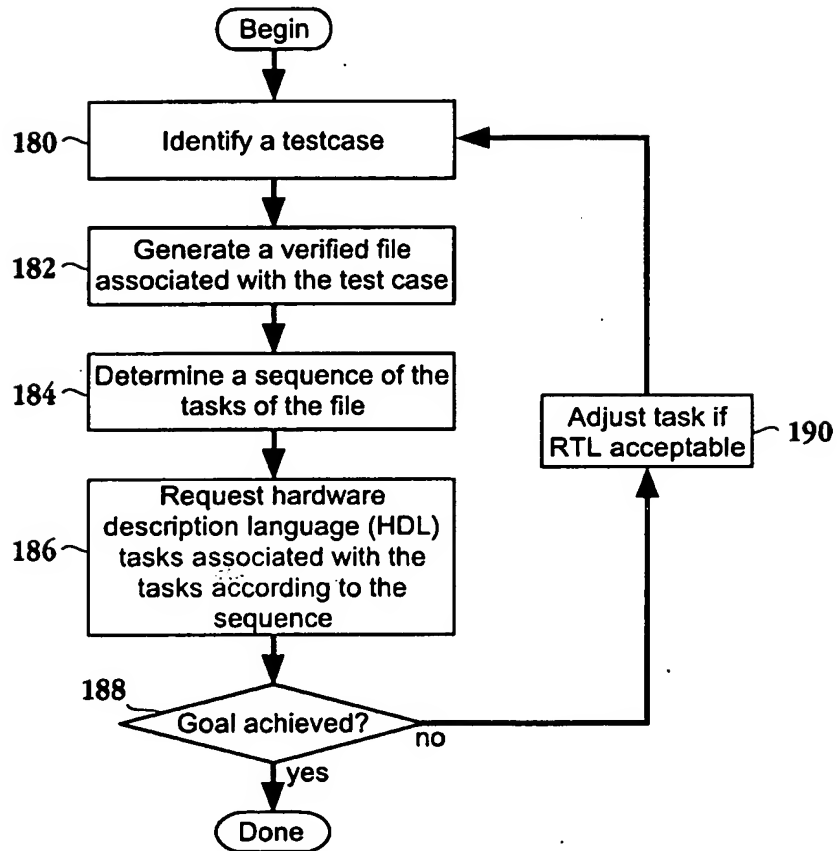 Begin
180
Identify a testcase
182
Generate a verified file
associated with the test case
184
Determine a sequence of the
tasks of the file
186
Request hardware
description language (HDL)
tasks associated with the
tasks according to the
sequence
Adjust task if
RTL acceptable
190
188
Goal achieved?
no
yes
Done